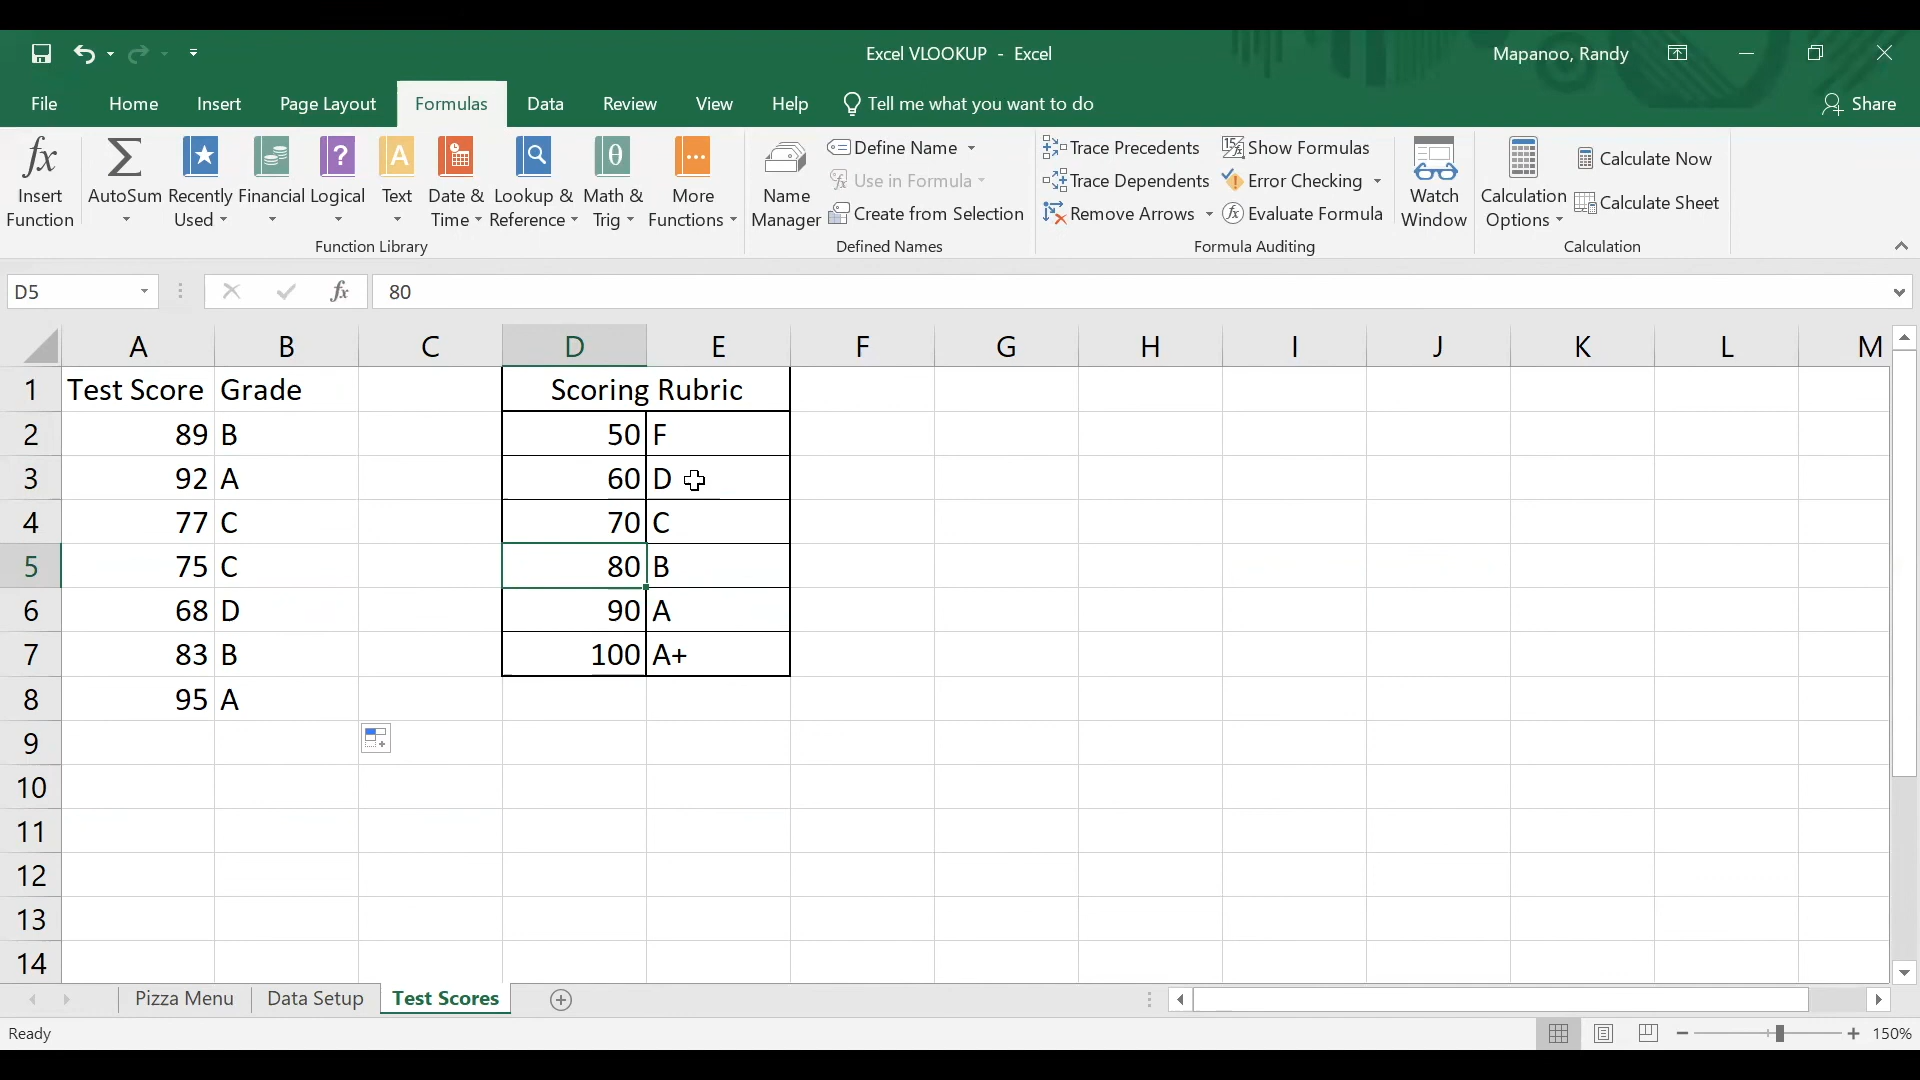 Excel VLOOKUP - Excel
Mapanoo, Randy
File Home Insert Page Layout Formulas Data Review View Help Tell me what you want to do Share
fx Insert Function
AutoSum
Recently Used
Financial
Logical
Text
Date & Time
Lookup & Reference
Math & Trig
More Functions
Function Library
Name Manager
Define Name
Use in Formula
Create from Selection
Defined Names
Trace Precedents
Trace Dependents
Remove Arrows
Show Formulas
Error Checking
Evaluate Formula
Formula Auditing
Watch Window
Calculation Options
Calculate Now
Calculate Sheet
Calculation
D5 fx 80
A B C D E F G H I J K L M
1 Test Score Grade Scoring Rubric
2 89 B 50 F
3 92 A 60 D
4 77 C 70 C
5 75 C 80 B
6 68 D 90 A
7 83 B 100 A+
8 95 A
9
10
11
12
13
14
Pizza Menu Data Setup Test Scores
Ready 150%